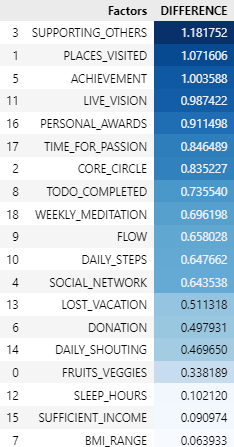 Factors DIFFERENCE
3 SUPPORTING_OTHERS 1.181752
1 PLACES_VISITED 1.071606
5 ACHIEVEMENT 1.003588
11 LIVE_VISION 0.987422
16 PERSONAL_AWARDS 0.911498
17 TIME_FOR_PASSION 0.846489
2 CORE_CIRCLE 0.835227
8 TODO_COMPLETED 0.735540
18 WEEKLY_MEDITATION 0.696198
9 FLOW 0.658028
10 DAILY_STEPS 0.647662
4 SOCIAL_NETWORK 0.643538
13 LOST_VACATION 0.511318
6 DONATION 0.497931
14 DAILY_SHOUTING 0.469650
0 FRUITS_VEGGIES 0.338189
12 SLEEP_HOURS 0.102120
15 SUFFICIENT_INCOME 0.090974
7 BMI_RANGE 0.063933